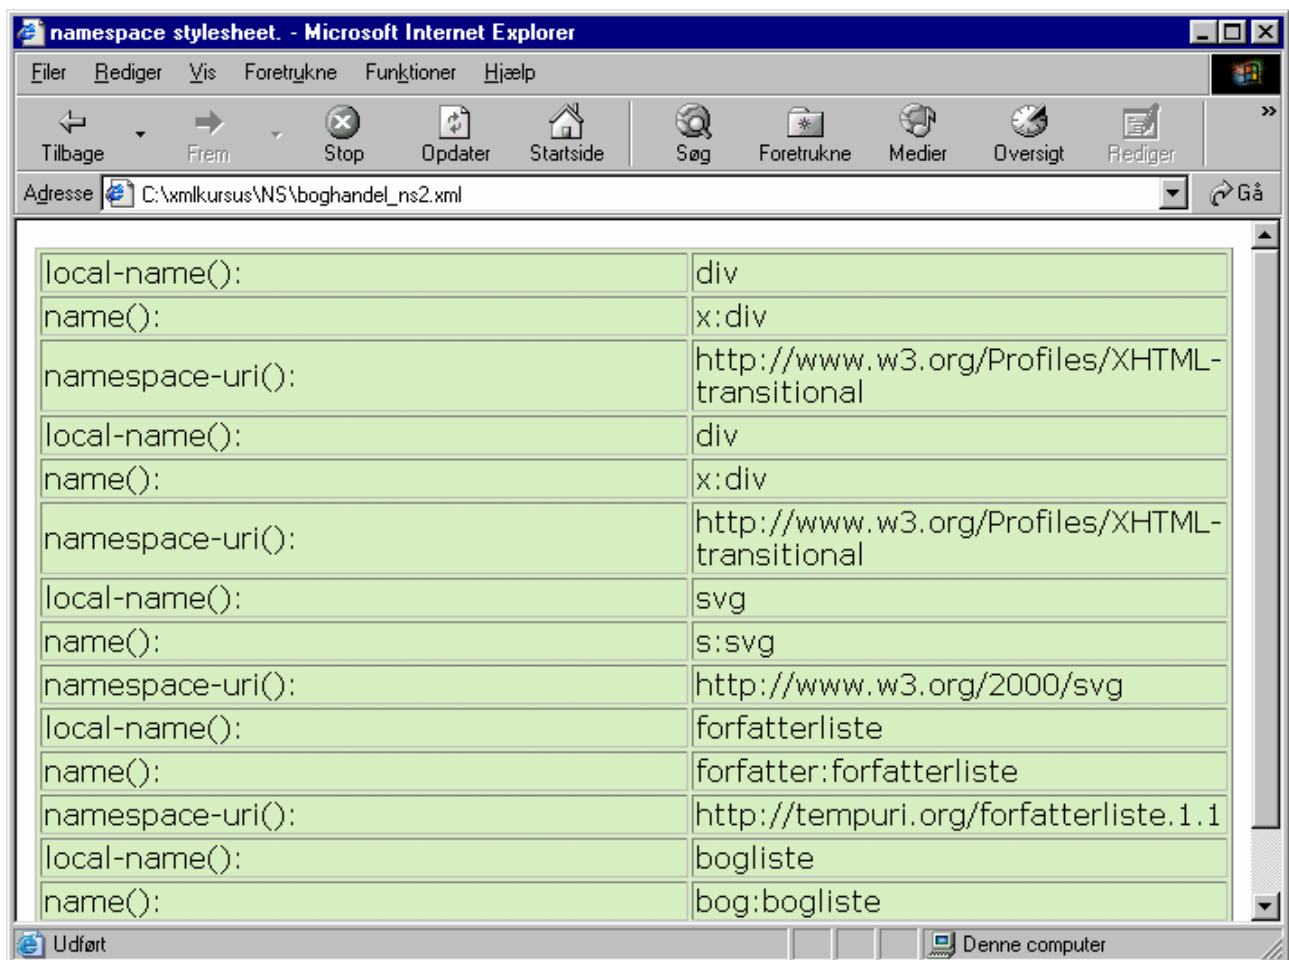 namespace stylesheet. - Microsoft Internet Explorer
Filer Rediger Vis Foretrukne Funktioner Hjælp
»
Tilbage Frem Stop Opdater Startside Søg Foretrukne Medier Oversigt Rediger
Adresse C:\xmlkursus\NS\boghandel_ns2.xml Gå
local-name(): div
name(): x:div
namespace-uri(): http://www.w3.org/Profiles/XHTML-
transitional
local-name(): div
name(): x:div
namespace-uri(): http://www.w3.org/Profiles/XHTML-
transitional
local-name(): svg
name(): s:svg
namespace-uri(): http://www.w3.org/2000/svg
local-name(): forfatterliste
name(): forfatter:forfatterliste
namespace-uri(): http://tempuri.org/forfatterliste.1.1
local-name(): bogliste
name(): bog:bogliste
Udført Denne computer